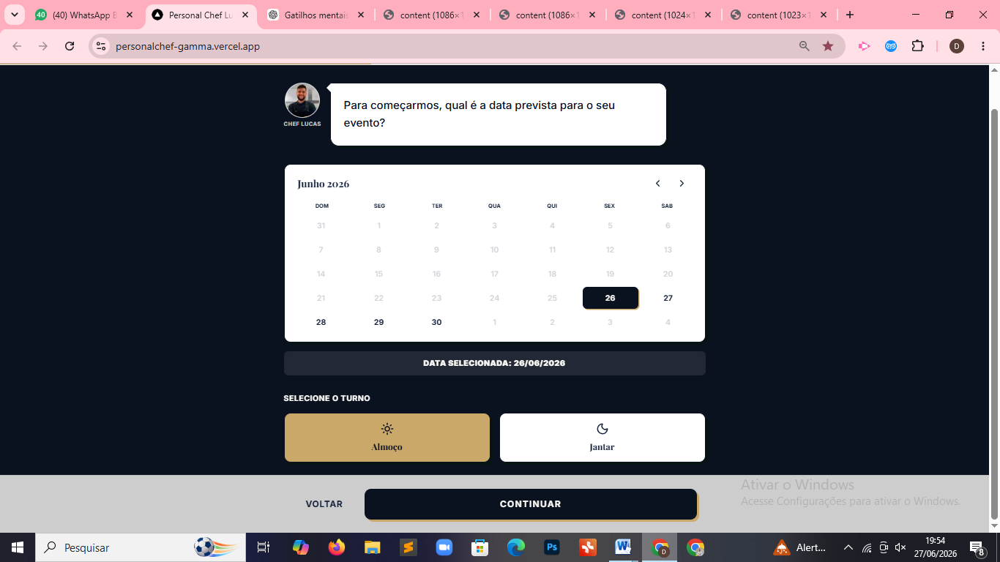 (40) WhatsApp B
Personal Chef Lu
Gatilhos mentais
content (1086×1
content (1086×1
content (1024×1
content (1023×1
personalchef-gamma.vercel.app
D
CHEF LUCAS
Para começarmos, qual é a data prevista para o seu
evento?
Junho 2026
DOM SEG TER QUA QUI SEX SAB
31 1 2 3 4 5 6
7 8 9 10 11 12 13
14 15 16 17 18 19 20
21 22 23 24 25 26 27
28 29 30 1 2 3 4
DATA SELECIONADA: 26/06/2026
SELECIONE O TURNO
Almoço
Jantar
VOLTAR
CONTINUAR
Ativar o Windows
Acesse Configurações para ativar o Windows.
Pesquisar
Alert...
19:54
27/06/2026
8